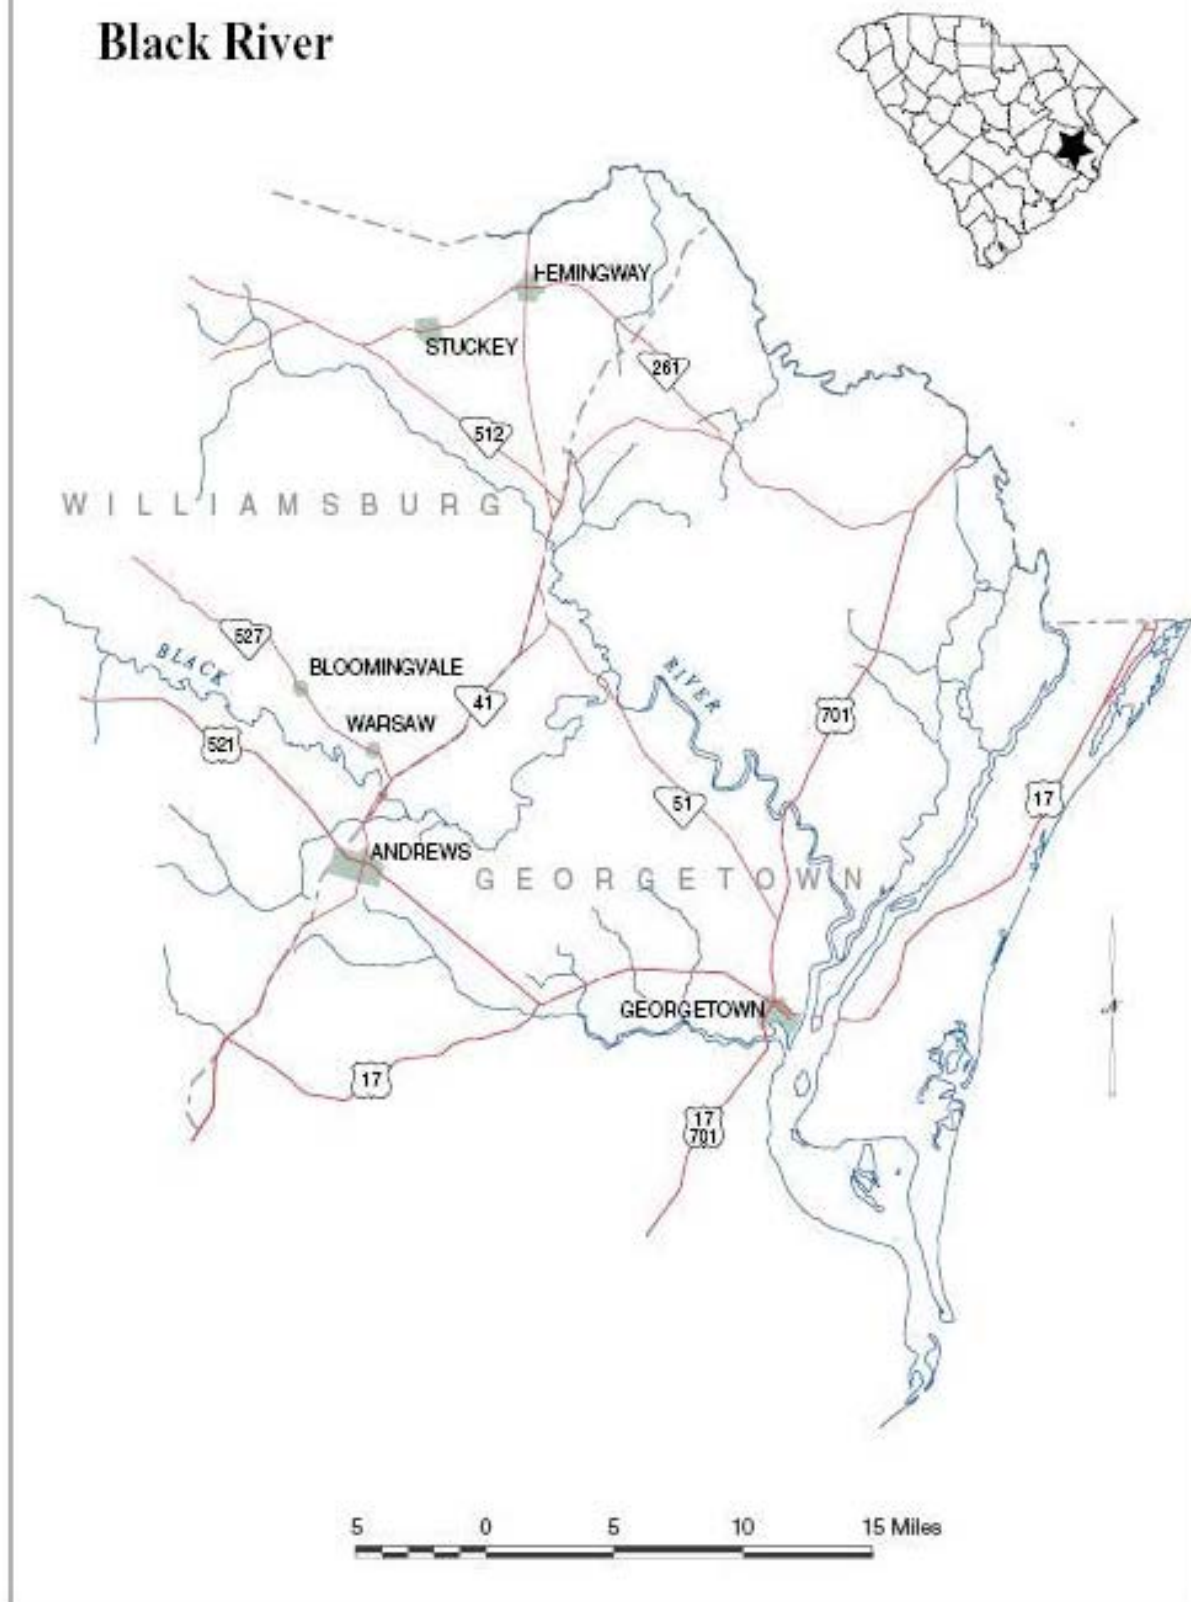 Black River
HEMINGWAY
STUCKEY
261
512
WILLIAMSBURG
527
BLACK
BLOOMINGVALE
RIVER
41
WARSAW
701
521
17
51
ANDREWS
GEORGETOWN
N
GEORGETOWN
17
17
701
5 0 5 10 15 Miles